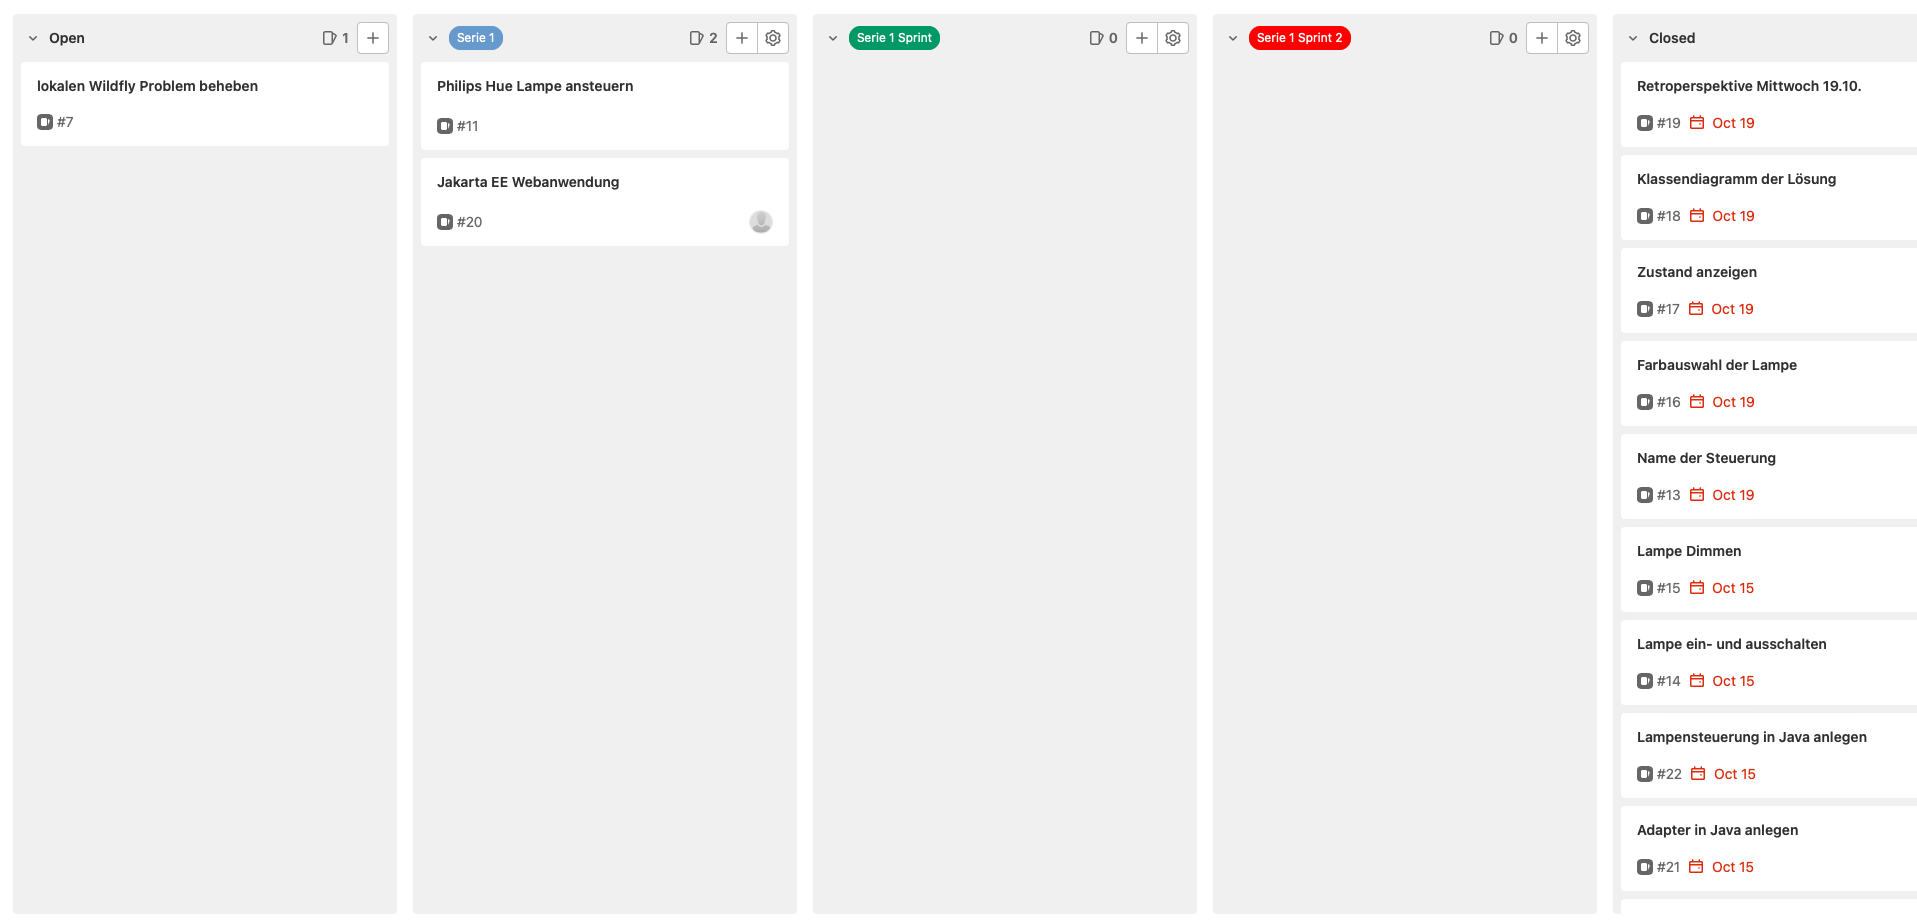 Open 1
lokalen Wildfly Problem beheben
#7
Serie 1 2
Philips Hue Lampe ansteuern
#11
Jakarta EE Webanwendung
#20
Serie 1 Sprint 0
Serie 1 Sprint 2 0
Closed
Retroperspektive Mittwoch 19.10.
#19 Oct 19
Klassendiagramm der Lösung
#18 Oct 19
Zustand anzeigen
#17 Oct 19
Farbauswahl der Lampe
#16 Oct 19
Name der Steuerung
#13 Oct 19
Lampe Dimmen
#15 Oct 15
Lampe ein- und ausschalten
#14 Oct 15
Lampensteuerung in Java anlegen
#22 Oct 15
Adapter in Java anlegen
#21 Oct 15